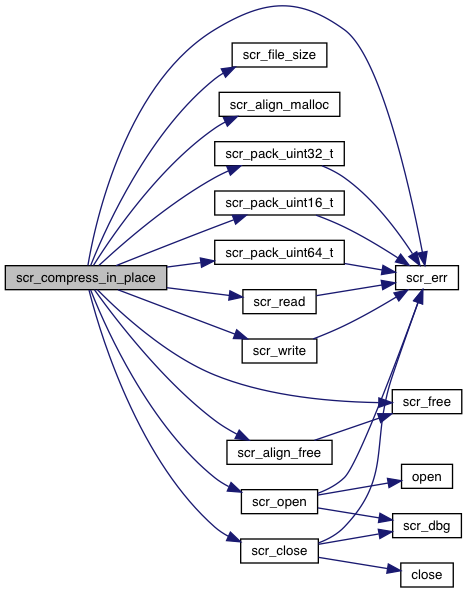 scr_file_size
scr_align_malloc
scr_pack_uint32_t
scr_pack_uint16_t
scr_pack_uint64_t
scr_compress_in_place
scr_err
scr_read
scr_write
scr_free
scr_align_free
open
scr_open
scr_dbg
scr_close
close